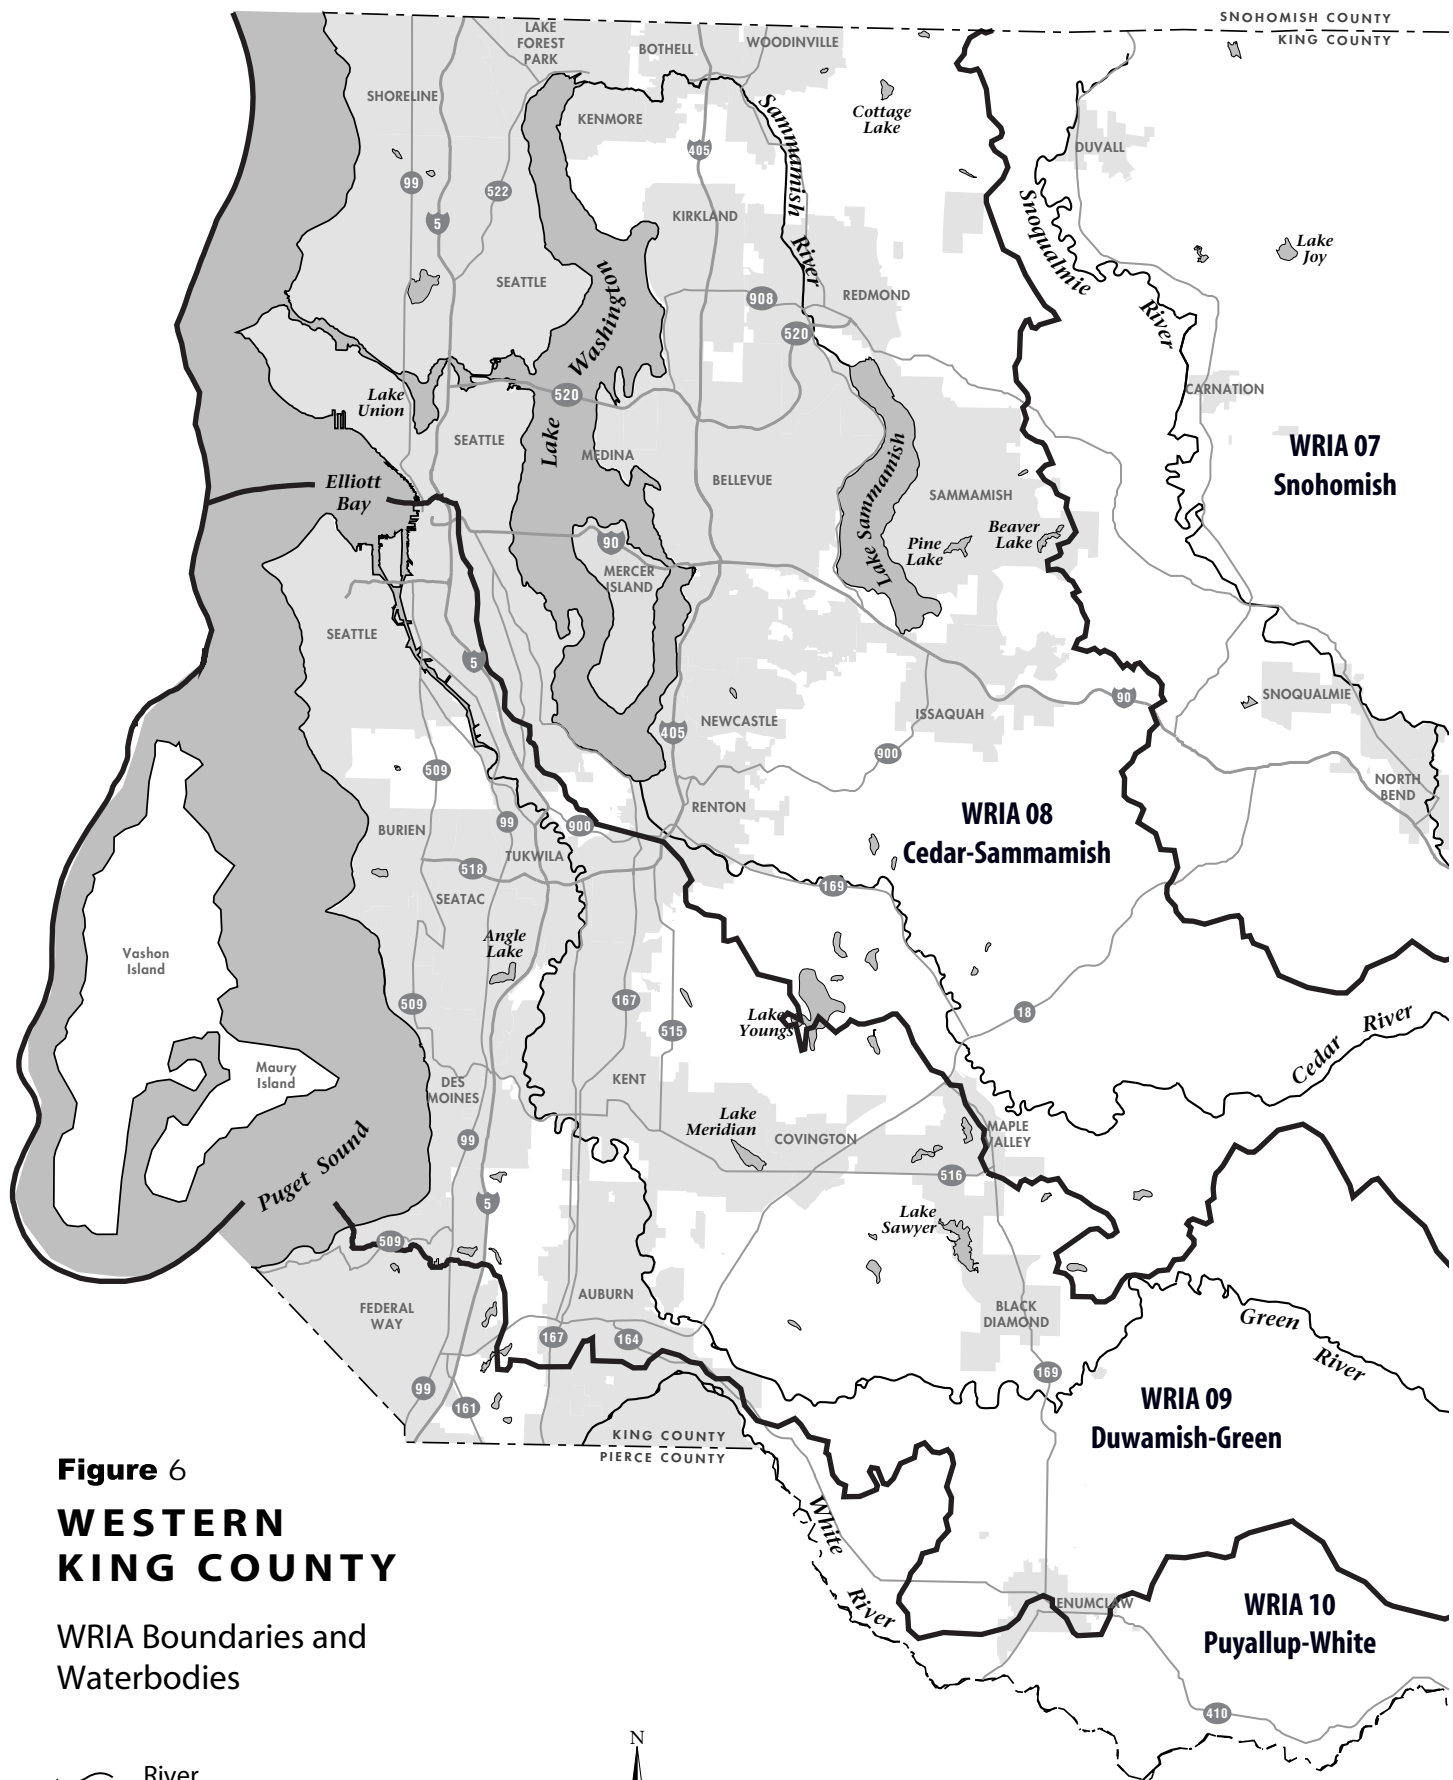 SNOHOMISH COUNTY
KING COUNTY
LAKE
FOREST
PARK
BOTHELL
WOODINVILLE
SHORELINE
KENMORE
Cottage
Lake
Sammamish
River
DUVALL
405
99
522
5
KIRKLAND
Snoqualmie
River
Lake
Joy
SEATTLE
Lake Washington
908
REDMOND
520
520
Lake
Union
CARNATION
SEATTLE
MEDINA
BELLEVUE
Lake Sammamish
SAMMAMISH
WRIA 07
Snohomish
Elliott
Bay
Pine
Lake
Beaver
Lake
90
MERCER
ISLAND
SEATTLE
5
90
SNOQUALMIE
NEWCASTLE
ISSAQUAH
405
900
509
NORTH
BEND
RENTON
WRIA 08
Cedar-Sammamish
BURIEN
99
900
TUKWILA
518
169
SEATAC
Angle
Lake
Vashon
Island
509
167
515
Lake
Youngs
18
Cedar River
Maury
Island
DES
MOINES
KENT
Lake
Meridian
COVINGTON
MAPLE
VALLEY
99
516
Puget Sound
5
Lake
Sawyer
509
FEDERAL
WAY
AUBURN
BLACK
DIAMOND
Green
River
167
164
169
99
161
WRIA 09
Duwamish-Green
KING COUNTY
PIERCE COUNTY
Figure 6
WESTERN
KING COUNTY
White
River
ENUMCLAW
WRIA 10
Puyallup-White
WRIA Boundaries and
Waterbodies
410
N
River